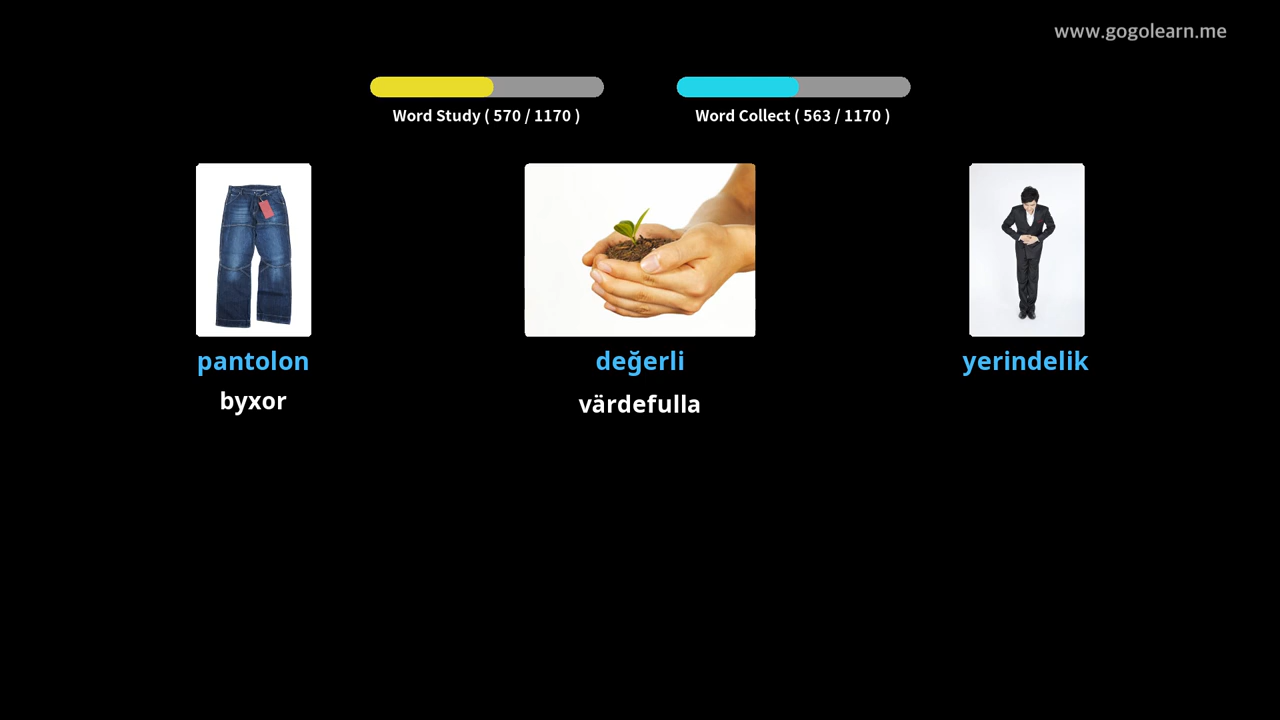 www.gogolearn.me
Word Study ( 570 / 1170 )
Word Collect ( 563 / 1170 )
pantolon
değerli
yerindelik
byxor
värdefulla